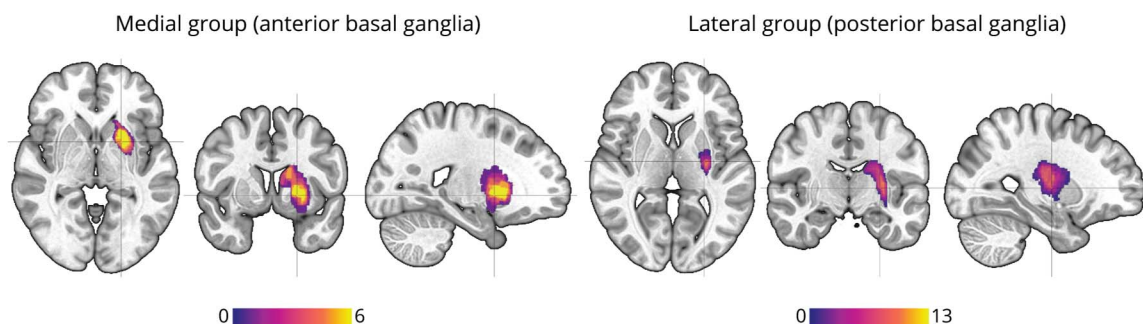 Medial group (anterior basal ganglia)
Lateral group (posterior basal ganglia)
0 6
0 13